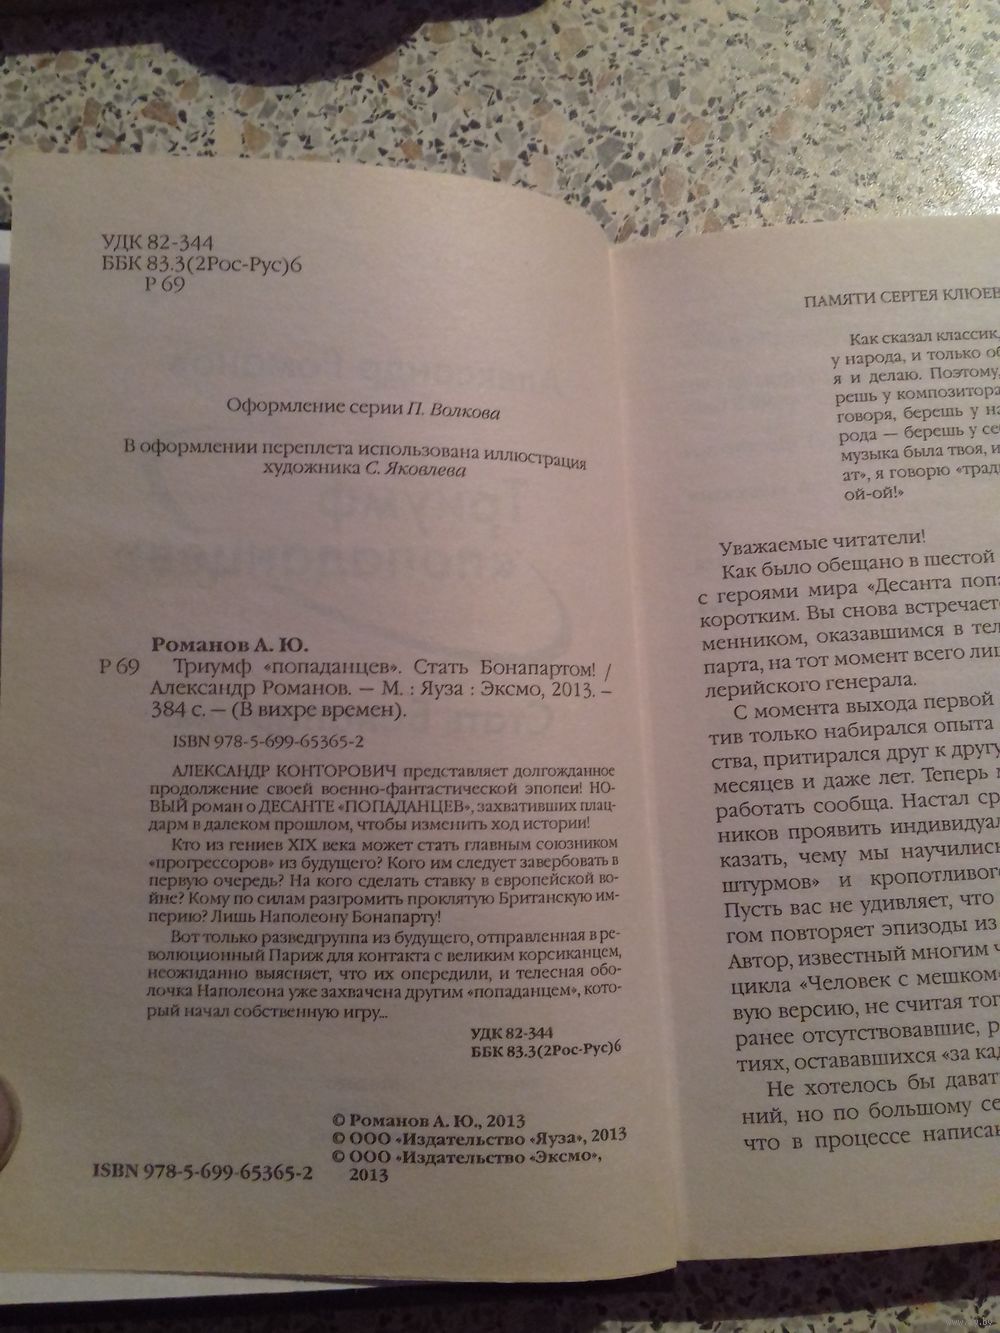 УДК 82-344
ББК 83.3(2Рос-Рус)6
Р 69
Оформление серии П. Волкова
В оформлении переплета использована иллюстрация
художника С. Яковлева
Романов А. Ю.
Р 69 Триумф «попаданцев». Стать Бонапартом! /
Александр Романов. — М. : Яуза : Эксмо, 2013. —
384 с. — (В вихре времен).
ISBN 978-5-699-65365-2
АЛЕКСАНДР КОНТОРОВИЧ представляет долгожданное
продолжение своей военно-фантастической эпопеи! НО-
ВЫЙ роман о ДЕСАНТЕ «ПОПАДАНЦЕВ», захвативших плац-
дарм в далеком прошлом, чтобы изменить ход истории!
Кто из гениев XIX века может стать главным союзником
«прогрессоров» из будущего? Кого им следует завербовать в
первую очередь? На кого сделать ставку в европейской во-
йне? Кому по силам разгромить проклятую Британскую им-
перию? Лишь Наполеону Бонапарту!
Вот только разведгруппа из будущего, отправленная в ре-
волюционный Париж для контакта с великим корсиканцем,
неожиданно выясняет, что их опередили, и телесная обо-
лочка Наполеона уже захвачена другим «попаданцем», кото-
рый начал собственную игру...
УДК 82-344
ББК 83.3(2Рос-Рус)6
© Романов А. Ю., 2013
© ООО «Издательство «Яуза», 2013
© ООО «Издательство «Эксмо»,
2013
ISBN 978-5-699-65365-2
ПАМЯТИ СЕРГЕЯ КЛЮЕВ
Как сказал классик,
у народа, и только об
я и делаю. Поэтому,
решь у композитора
говоря, берешь у на
рода — берешь у се
музыка была твоя, и
ат», я говорю «трад
ой-ой!»
Уважаемые читатели!
Как было обещано в шестой
с героями мира «Десанта попа
коротким. Вы снова встречаете
менником, оказавшимся в тел
парта, на тот момент всего ли
лерийского генерала.
С момента выхода первой
тив только набирался опыта
ства, притирался друг к другу
месяцев и даже лет. Теперь
работать сообща. Настал ср
ников проявить индивидуал
казать, чему мы научились
штурмов» и кропотливого
Пусть вас не удивляет, что
гом повторяет эпизоды из
Автор, известный многим ч
цикла «Человек с мешком»
вую версию, не считая тог
ранее отсутствовавшие, р
тиях, остававшихся «за кад
Не хотелось бы дават
ний, но по большому се
что в процессе написан